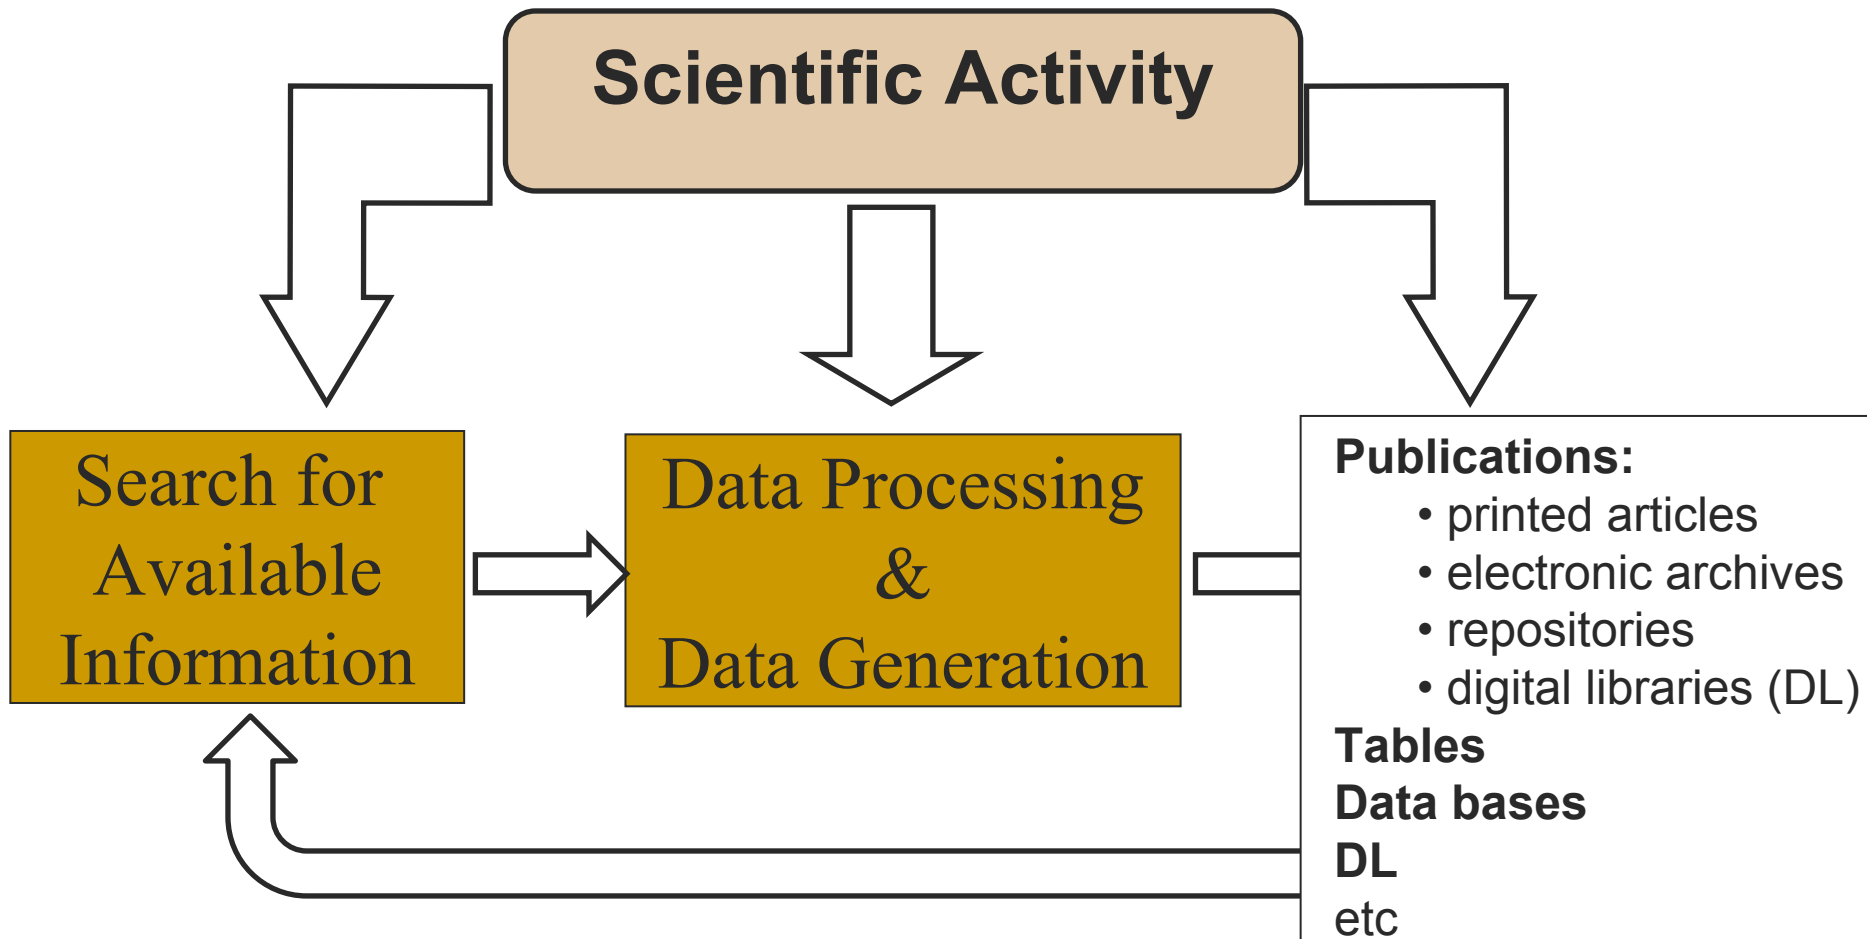 Scientific Activity
Search for
Available
Information
Data Processing
&
Data Generation
Publications:
• printed articles
• electronic archives
• repositories
• digital libraries (DL)
Tables
Data bases
DL
etc